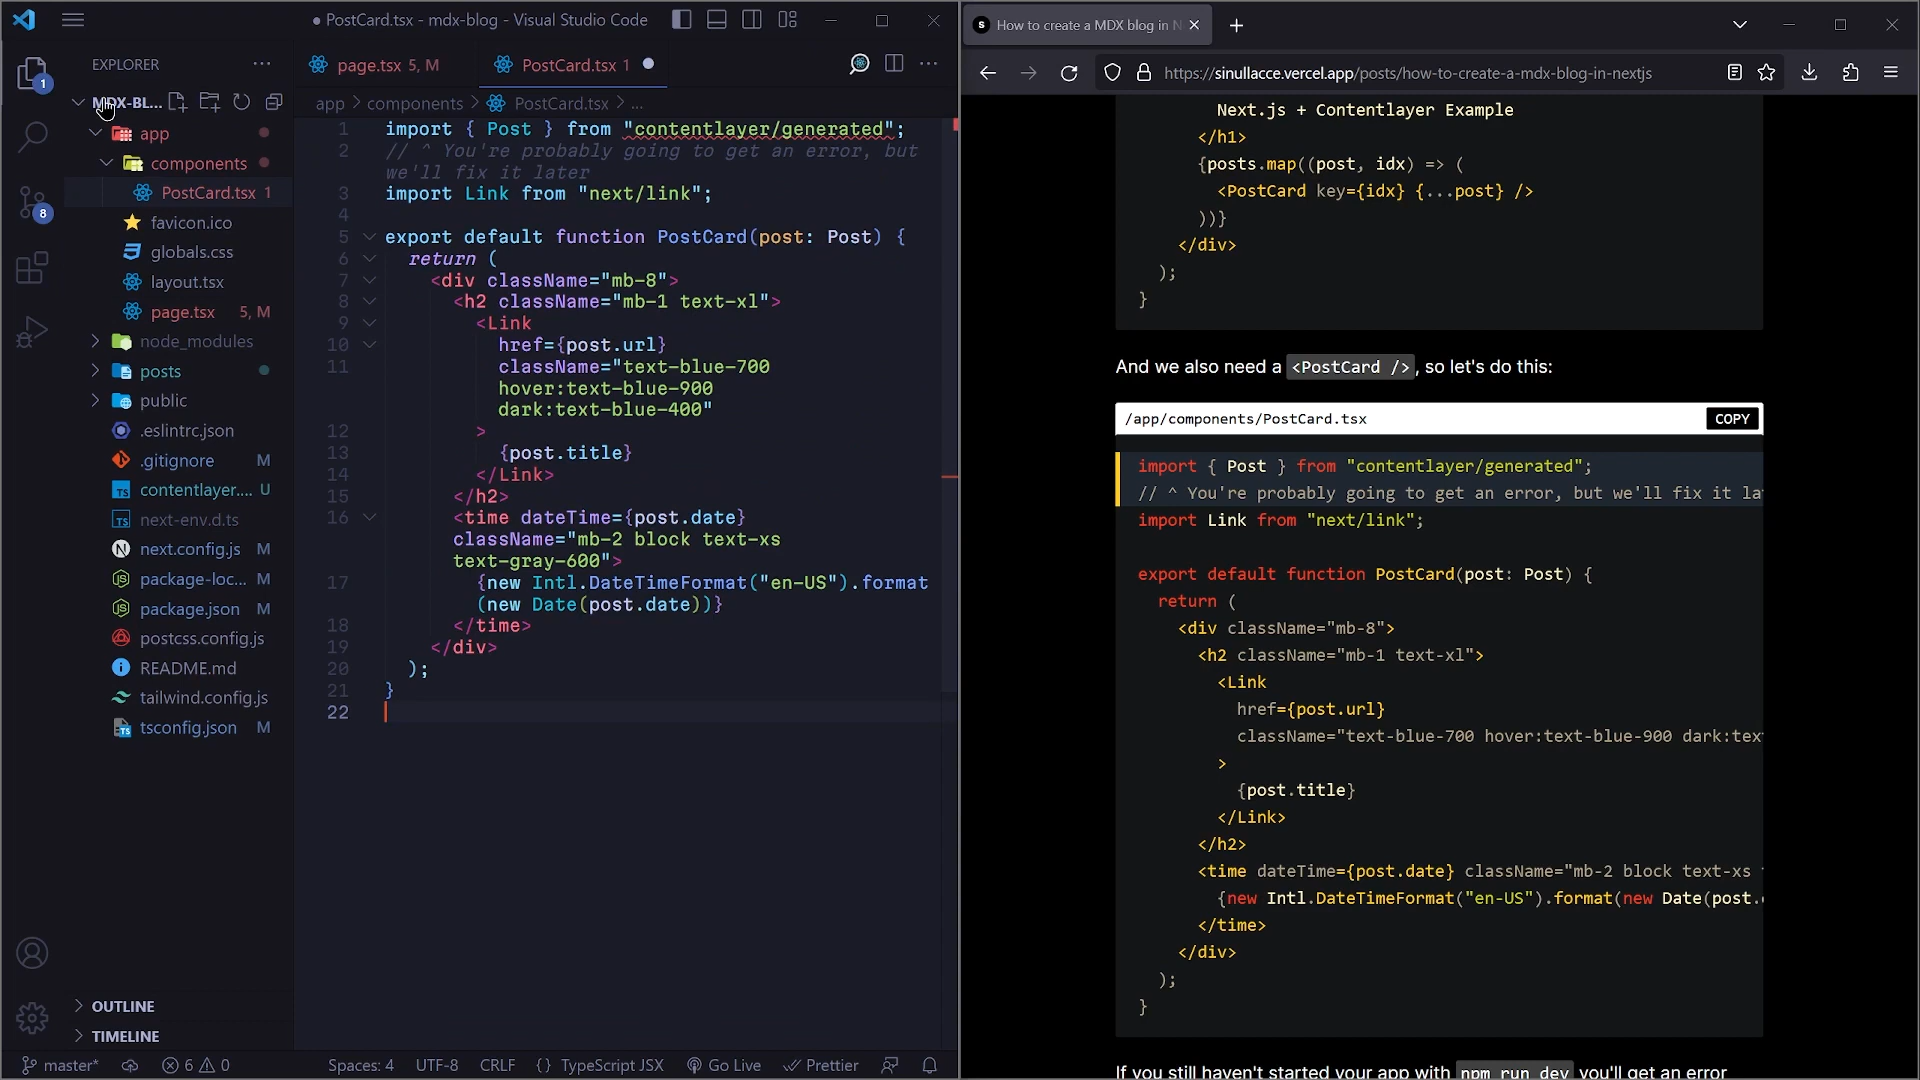 ● PostCard.tsx - mdx-blog - Visual Studio Code
EXPLORER
MDX-BL...
app
components
PostCard.tsx 1
favicon.ico
globals.css
layout.tsx
page.tsx 5, M
node_modules
posts
public
.eslintrc.json
.gitignore M
contentlayer.... U
next-env.d.ts
next.config.js M
package-loc... M
package.json M
postcss.config.js
README.md
tailwind.config.js
tsconfig.json M
OUTLINE
TIMELINE
1
8
page.tsx 5, M
PostCard.tsx 1
app > components > PostCard.tsx > ...
1 import { Post } from "contentlayer/generated";
2 // ^ You're probably going to get an error, but
we'll fix it later
3 import Link from "next/link";
4
5 export default function PostCard(post: Post) {
6 return (
7 <div className="mb-8">
8 <h2 className="mb-1 text-xl">
9 <Link
10 href={post.url}
11 className="text-blue-700
hover:text-blue-900
dark:text-blue-400"
12 >
13 {post.title}
14 </Link>
15 </h2>
16 <time dateTime={post.date}
className="mb-2 block text-xs
text-gray-600">
17 {new Intl.DateTimeFormat("en-US").format
(new Date(post.date))}
18 </time>
19 </div>
20 );
21 }
22
master* 6 0 Spaces: 4 UTF-8 CRLF {} TypeScript JSX Go Live Prettier
How to create a MDX blog in N
https://sinullacce.vercel.app/posts/how-to-create-a-mdx-blog-in-nextjs
Next.js + Contentlayer Example
</h1>
{posts.map((post, idx) => (
<PostCard key={idx} {...post} />
))}
</div>
);
}
And we also need a <PostCard />, so let's do this:
/app/components/PostCard.tsx COPY
import { Post } from "contentlayer/generated";
// ^ You're probably going to get an error, but we'll fix it la
import Link from "next/link";
export default function PostCard(post: Post) {
return (
<div className="mb-8">
<h2 className="mb-1 text-xl">
<Link
href={post.url}
className="text-blue-700 hover:text-blue-900 dark:tex
>
{post.title}
</Link>
</h2>
<time dateTime={post.date} className="mb-2 block text-xs
{new Intl.DateTimeFormat("en-US").format(new Date(post.
</time>
</div>
);
}
If you still haven't started your app with npm run dev you'll get an error